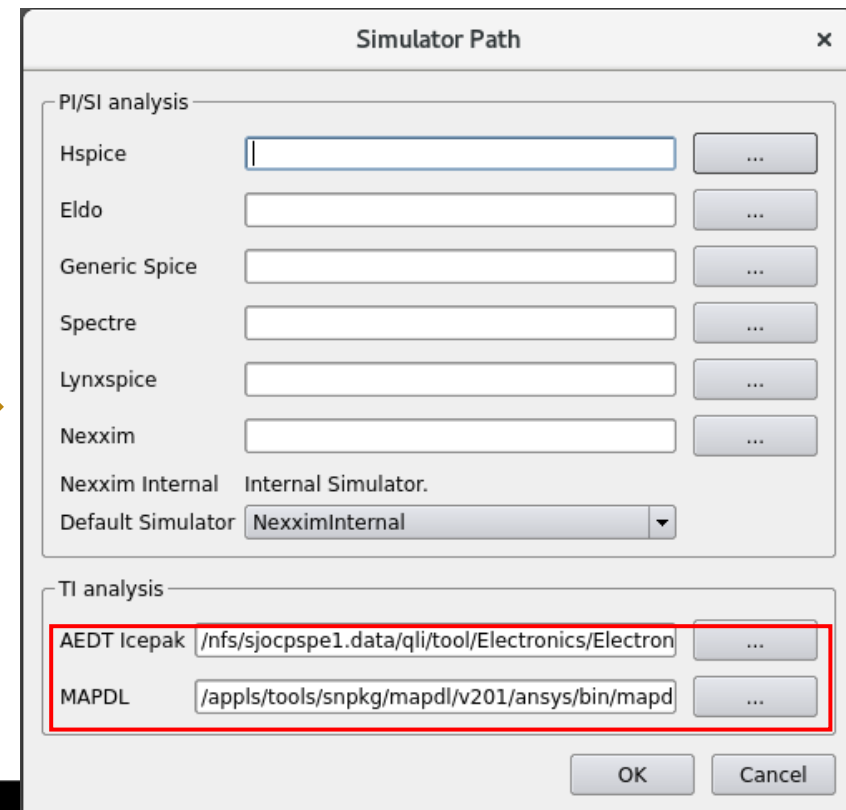 Simulator Path ×
PI/SI analysis
Hspice ...
Eldo ...
Generic Spice ...
Spectre ...
Lynxspice ...
Nexxim ...
Nexxim Internal Internal Simulator.
Default Simulator NexximInternal
TI analysis
AEDT Icepak /nfs/sjocpspe1.data/qli/tool/Electronics/Electron ...
MAPDL /appls/tools/snpkg/mapdl/v201/ansys/bin/mapd ...
OK Cancel